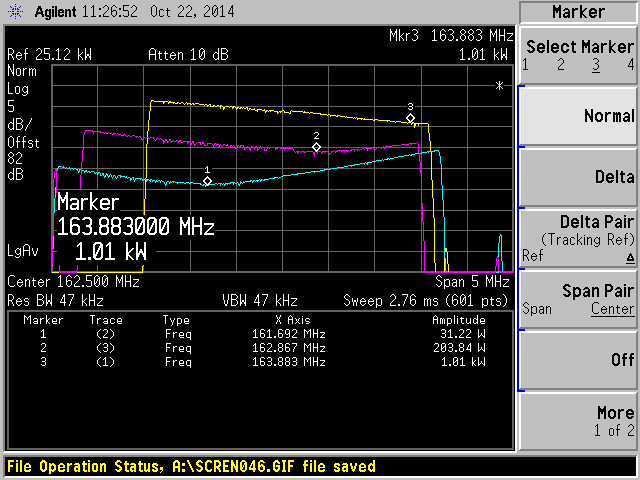 Agilent 11:26:52 Oct 22, 2014
Marker
Mkr3 163.883 MHz
Ref 25.12 kW Atten 10 dB 1.01 kW
Select Marker
1 2 3 4
Norm
Log
5
dB/
Offst
82
dB
LgAv
3
2
1
Marker
163.883000 MHz
1.01 kW
Normal
Delta
Delta Pair
(Tracking Ref)
Ref Δ
Span Pair
Span Center
Off
More
1 of 2
Center 162.500 MHz Span 5 MHz
Res BW 47 kHz VBW 47 kHz Sweep 2.76 ms (601 pts)
Marker Trace Type X Axis Amplitude
1 (2) Freq 161.692 MHz 31.22 W
2 (3) Freq 162.867 MHz 203.84 W
3 (1) Freq 163.883 MHz 1.01 kW
File Operation Status, A:\SCREN046.GIF file saved